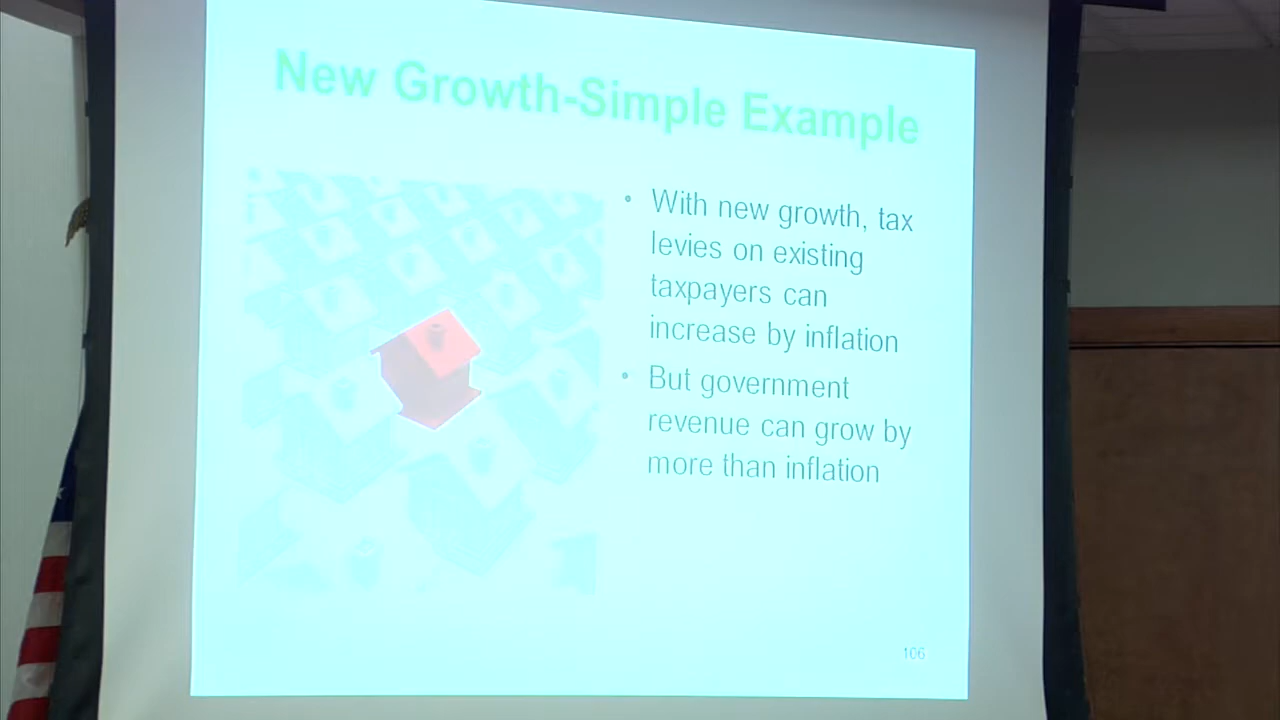 New Growth-Simple Example
• With new growth, tax
levies on existing
taxpayers can
increase by inflation
• But government
revenue can grow by
more than inflation
106